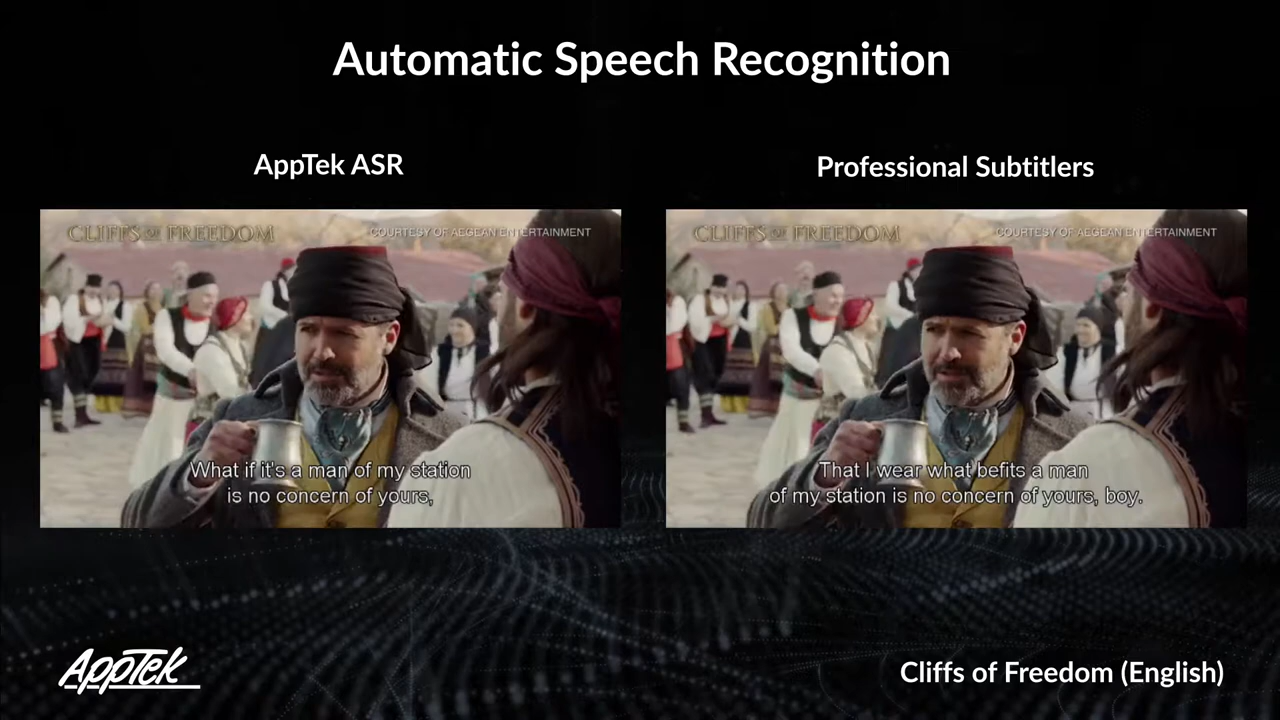 Automatic Speech Recognition
AppTek ASR
Professional Subtitlers
CLIFFS OF FREEDOM
COURTESY OF AEGEAN ENTERTAINMENT
What if it's a man of my station
is no concern of yours,
CLIFFS OF FREEDOM
COURTESY OF AEGEAN ENTERTAINMENT
That I wear what befits a man
of my station is no concern of yours, boy.
AppTek
Cliffs of Freedom (English)